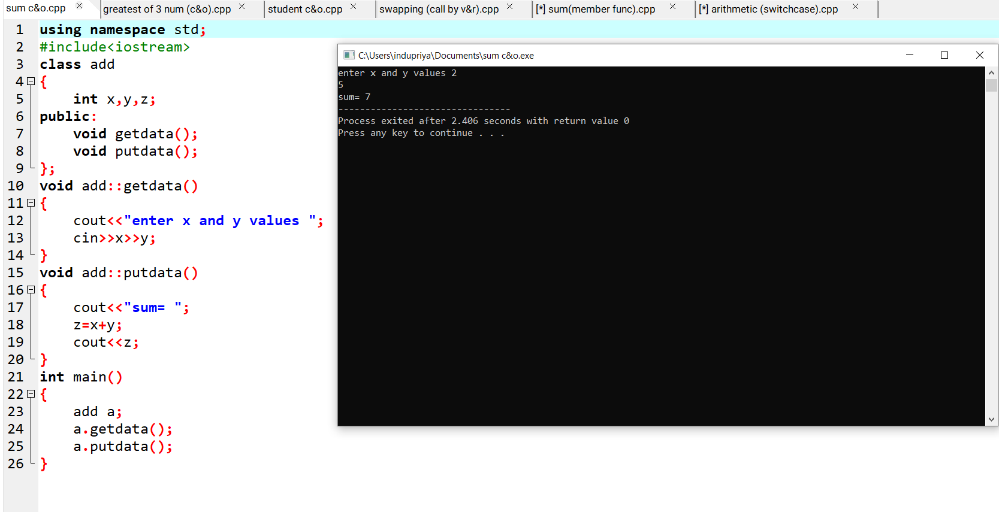 sum c&o.cpp greatest of 3 num (c&o).cpp student c&o.cpp swapping (call by v&r).cpp [*] sum(member func).cpp [*] arithmetic (switchcase).cpp
1 using namespace std;
2 #include<iostream>
3 class add
4 {
5 int x,y,z;
6 public:
7 void getdata();
8 void putdata();
9 };
10 void add::getdata()
11 {
12 cout<<"enter x and y values ";
13 cin>>x>>y;
14 }
15 void add::putdata()
16 {
17 cout<<"sum= ";
18 z=x+y;
19 cout<<z;
20 }
21 int main()
22 {
23 add a;
24 a.getdata();
25 a.putdata();
26 }
C:\Users\indupriya\Documents\sum c&o.exe
enter x and y values 2
5
sum= 7
--------------------------------
Process exited after 2.406 seconds with return value 0
Press any key to continue . . .